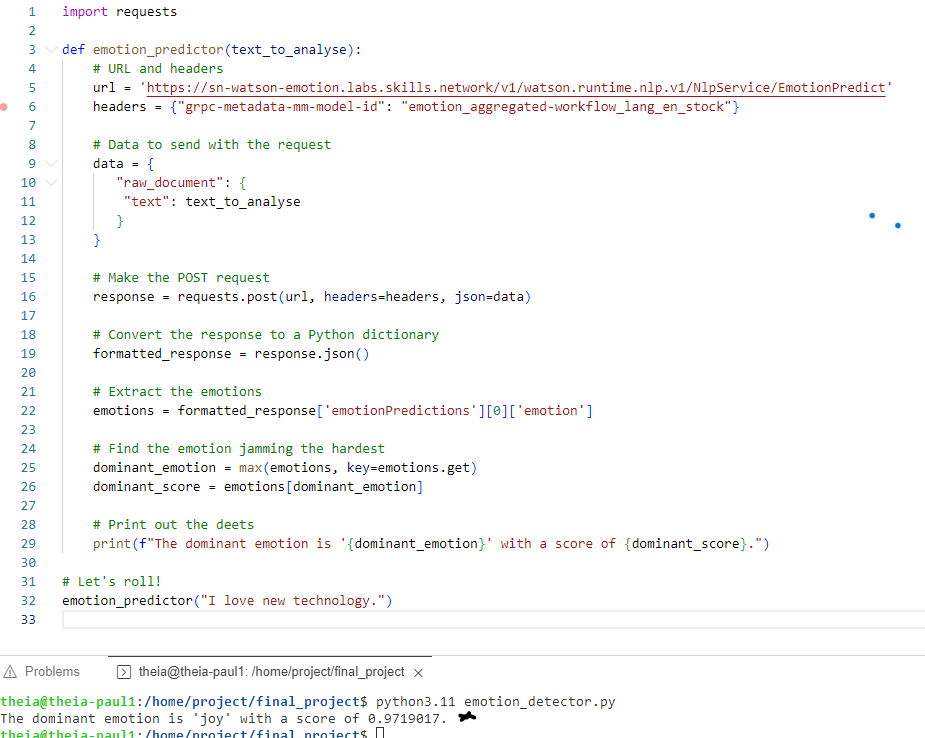 1 import requests
2
3 def emotion_predictor(text_to_analyse):
4 # URL and headers
5 url = 'https://sn-watson-emotion.labs.skills.network/v1/watson.runtime.nlp.v1/NlpService/EmotionPredict'
6 headers = {"grpc-metadata-mm-model-id": "emotion_aggregated-workflow_lang_en_stock"}
7
8 # Data to send with the request
9 data = {
10 "raw_document": {
11 "text": text_to_analyse
12 }
13 }
14
15 # Make the POST request
16 response = requests.post(url, headers=headers, json=data)
17
18 # Convert the response to a Python dictionary
19 formatted_response = response.json()
20
21 # Extract the emotions
22 emotions = formatted_response['emotionPredictions'][0]['emotion']
23
24 # Find the emotion jamming the hardest
25 dominant_emotion = max(emotions, key=emotions.get)
26 dominant_score = emotions[dominant_emotion]
27
28 # Print out the deets
29 print(f"The dominant emotion is '{dominant_emotion}' with a score of {dominant_score}.")
30
31 # Let's roll!
32 emotion_predictor("I love new technology.")
33
Problems theia@theia-paul1: /home/project/final_project ×
theia@theia-paul1:/home/project/final_project$ python3.11 emotion_detector.py
The dominant emotion is 'joy' with a score of 0.9719017.
theia@theia-paul1:/home/project/final_project$